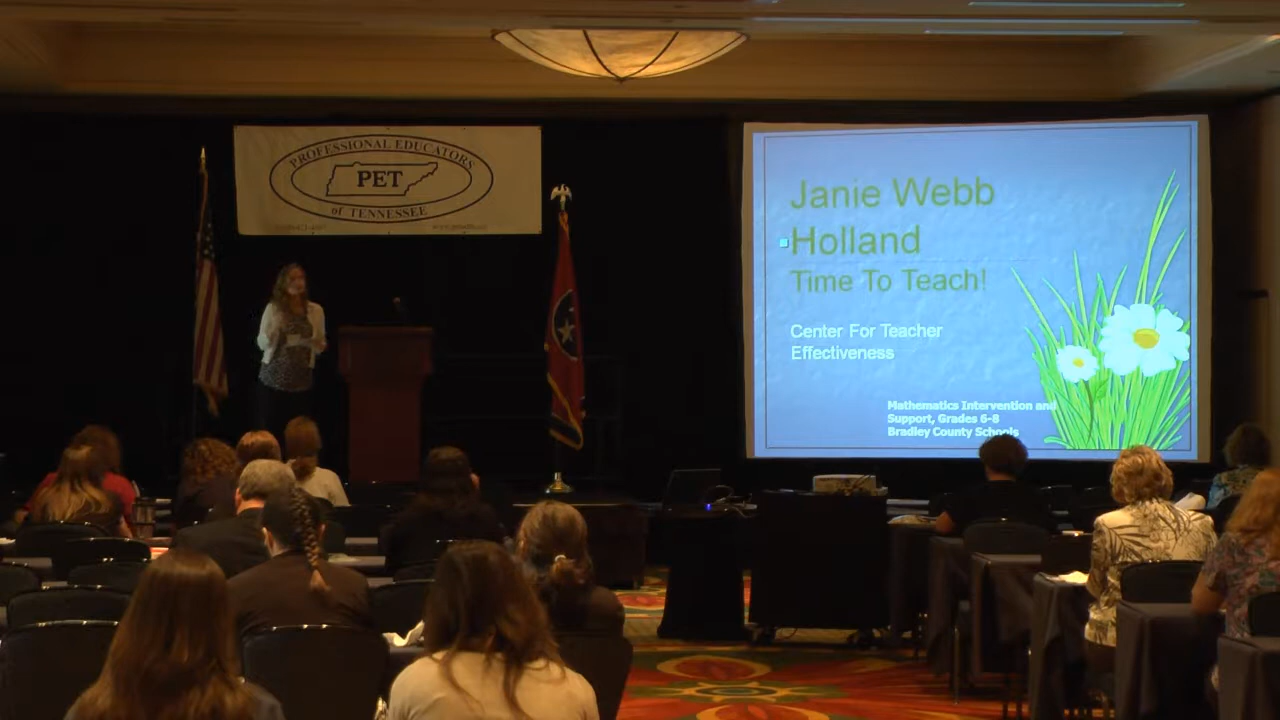 PROFESSIONAL EDUCATORS
PET
of TENNESSEE
Janie Webb
Holland
Time To Teach!
Center For Teacher
Effectiveness
Mathematics Intervention and
Support, Grades 6-8
Bradley County Schools